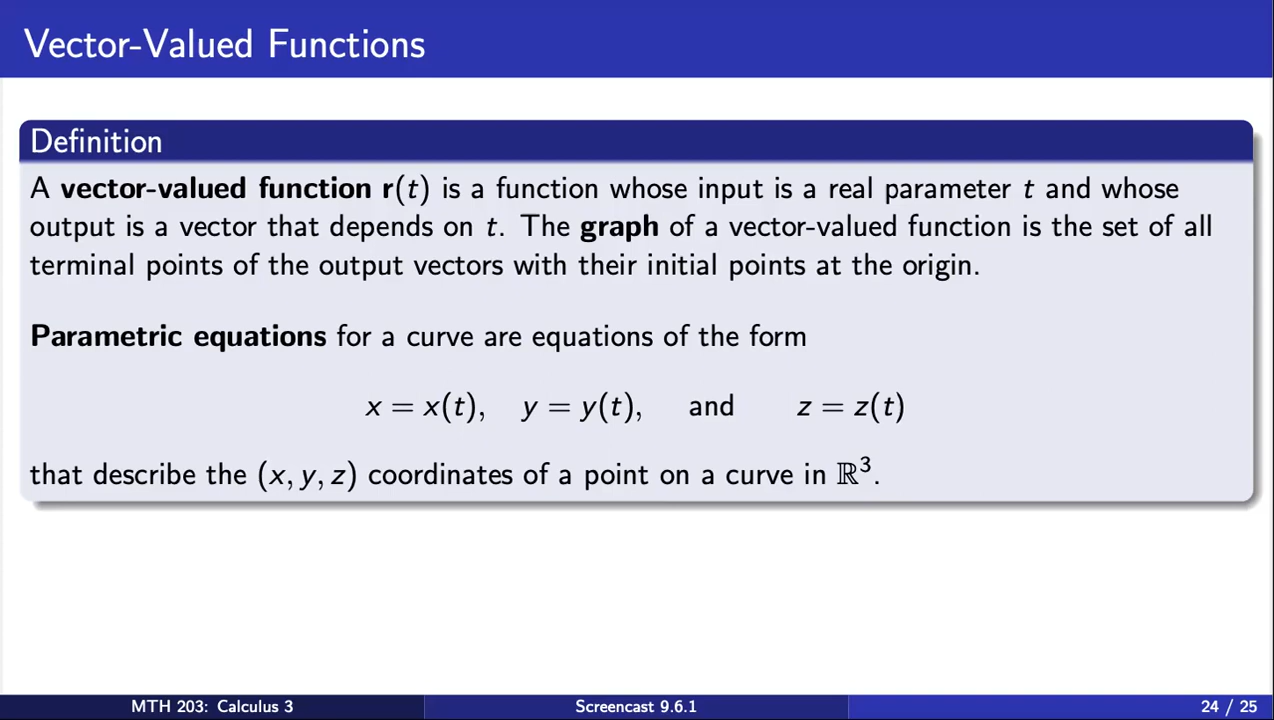 Vector-Valued Functions
Definition
A vector-valued function r(t) is a function whose input is a real parameter t and whose
output is a vector that depends on t. The graph of a vector-valued function is the set of all
terminal points of the output vectors with their initial points at the origin.
Parametric equations for a curve are equations of the form
x = x(t), y = y(t), and z = z(t)
that describe the (x, y, z) coordinates of a point on a curve in ℝ³.
MTH 203: Calculus 3 Screencast 9.6.1 24 / 25